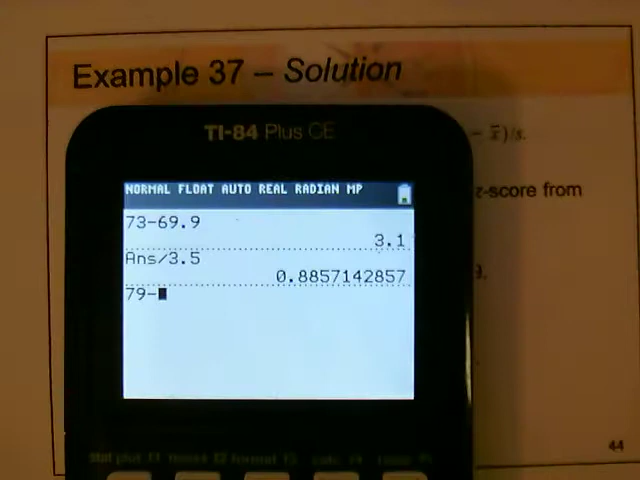 Example 37 – Solution
TI-84 Plus CE
– x̄)/s.
NORMAL FLOAT AUTO REAL RADIAN MP
z-score from
73-69.9
3.1
Ans/3.5
0.8857142857
79-
44